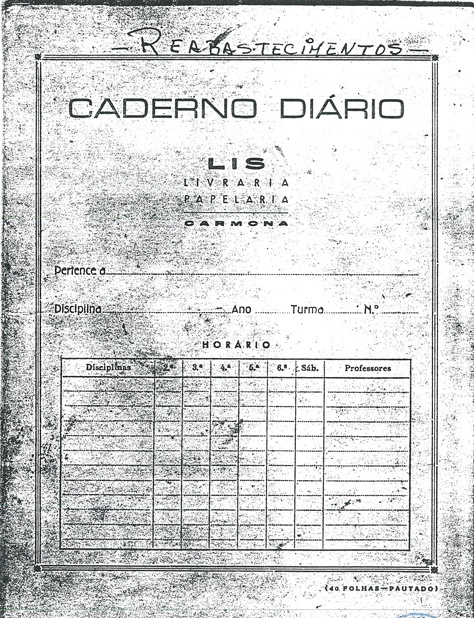 — REABASTECIMENTOS —
CADERNO DIÁRIO
LIS
LIVRARIA
PAPELARIA
CARMONA
Pertence a
Disciplina Ano Turma N.º
HORÁRIO
Disciplinas 2.ª 3.ª 4.ª 5.ª 6.ª Sáb. Professores
(40 FOLHAS—PAUTADO)